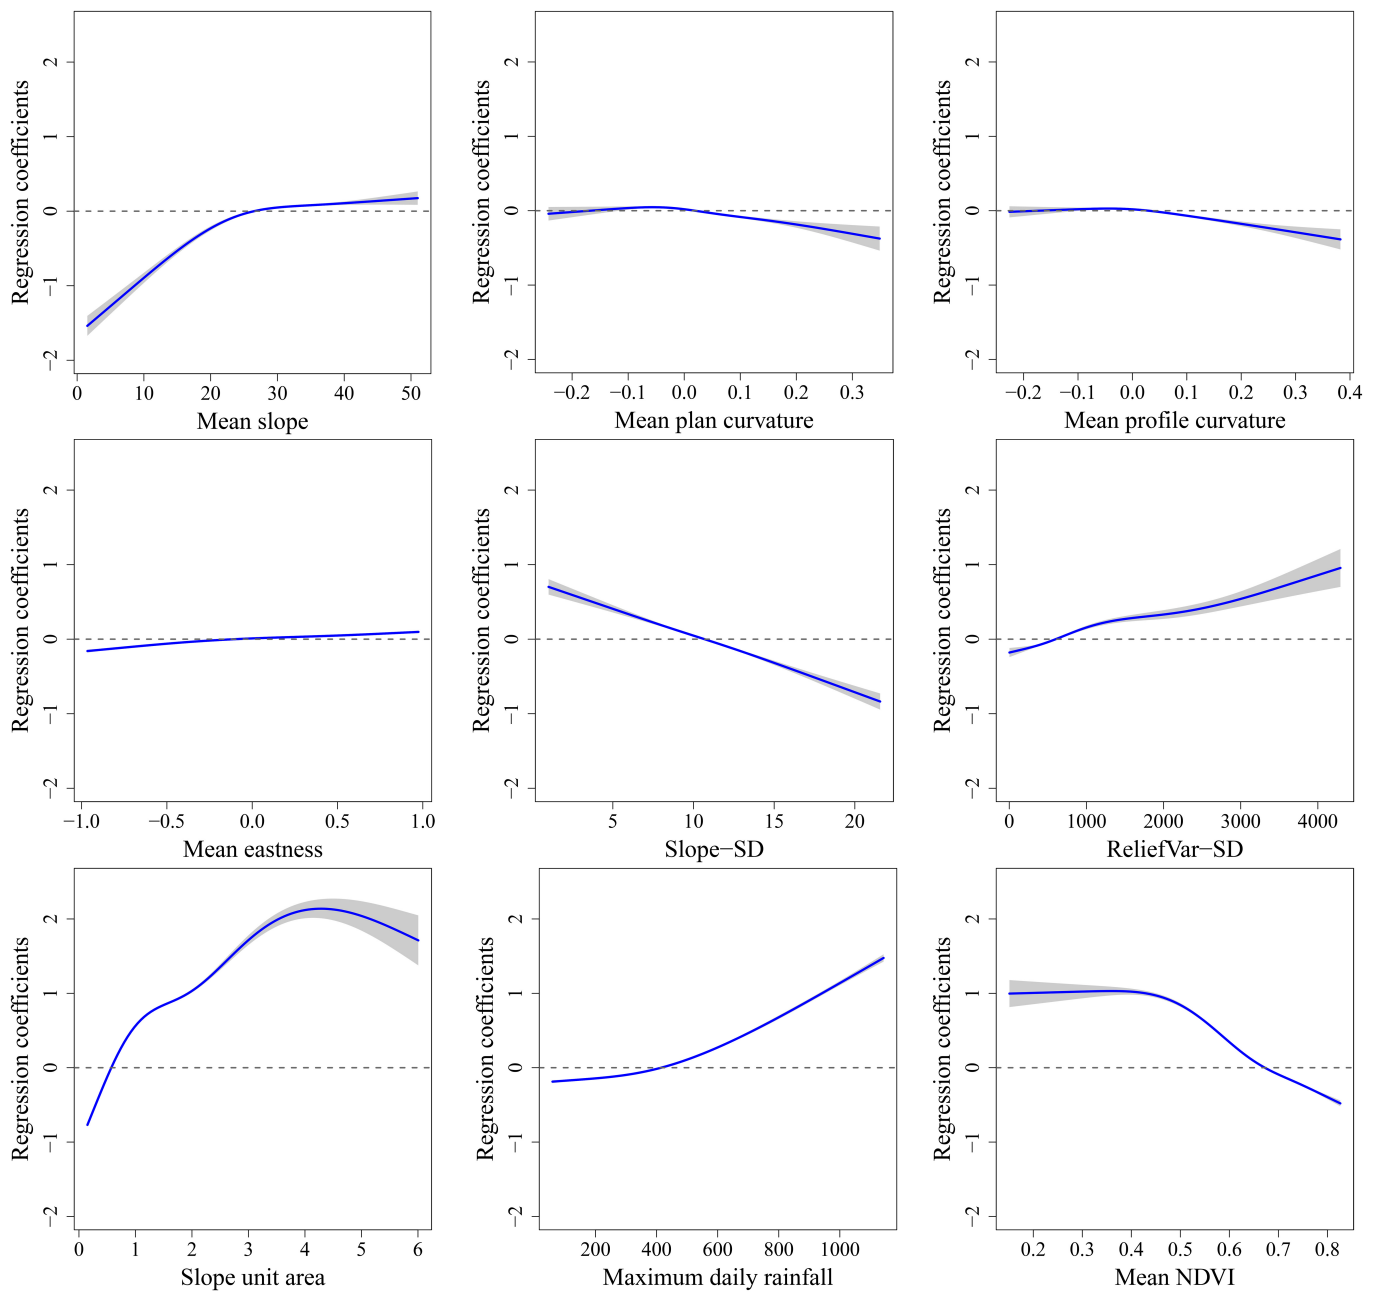 Regression coefficients
2
1
0
−1
−2
0 10 20 30 40 50
Mean slope
Regression coefficients
2
1
0
−1
−2
−0.2 −0.1 0.0 0.1 0.2 0.3
Mean plan curvature
Regression coefficients
2
1
0
−1
−2
−0.2 −0.1 0.0 0.1 0.2 0.3 0.4
Mean profile curvature
Regression coefficients
2
1
0
−1
−2
−1.0 −0.5 0.0 0.5 1.0
Mean eastness
Regression coefficients
2
1
0
−1
−2
5 10 15 20
Slope−SD
Regression coefficients
2
1
0
−1
−2
0 1000 2000 3000 4000
ReliefVar−SD
Regression coefficients
2
1
0
−1
−2
0 1 2 3 4 5 6
Slope unit area
Regression coefficients
2
1
0
−1
−2
200 400 600 800 1000
Maximum daily rainfall
Regression coefficients
2
1
0
−1
−2
0.2 0.3 0.4 0.5 0.6 0.7 0.8
Mean NDVI